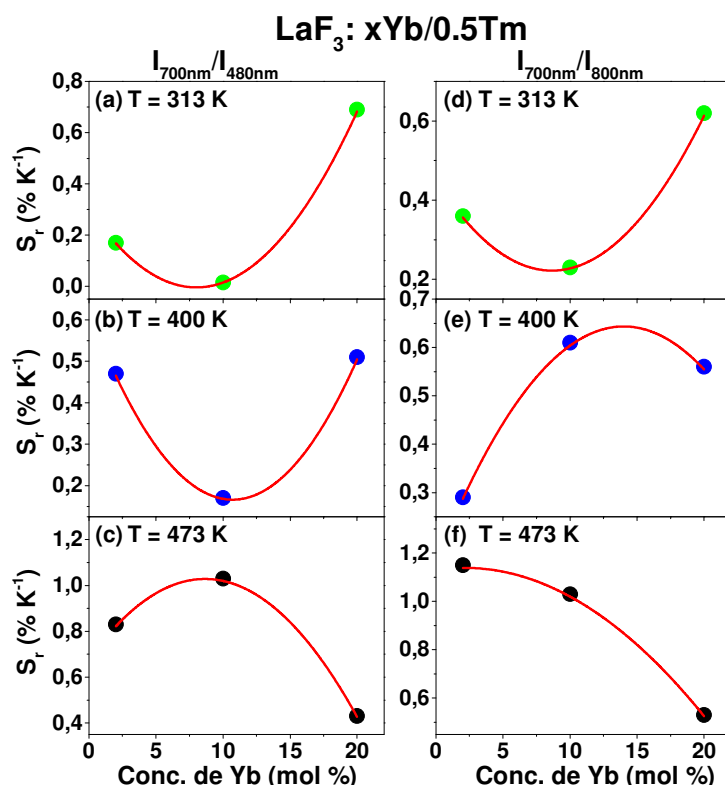 LaF3: xYb/0.5Tm
I700nm/I480nm
I700nm/I800nm
(a) T = 313 K
0,8
0,6
0,4
0,2
0,0
Sr (% K-1)
(d) T = 313 K
0,6
0,4
0,2
(b) T = 400 K
0,6
0,5
0,4
0,3
0,2
Sr (% K-1)
(e) T = 400 K
0,7
0,6
0,5
0,4
0,3
(c) T = 473 K
1,2
1,0
0,8
0,6
0,4
Sr (% K-1)
0 5 10 15 20
Conc. de Yb (mol %)
(f) T = 473 K
1,2
1,0
0,8
0,6
0 5 10 15 20
Conc. de Yb (mol %)